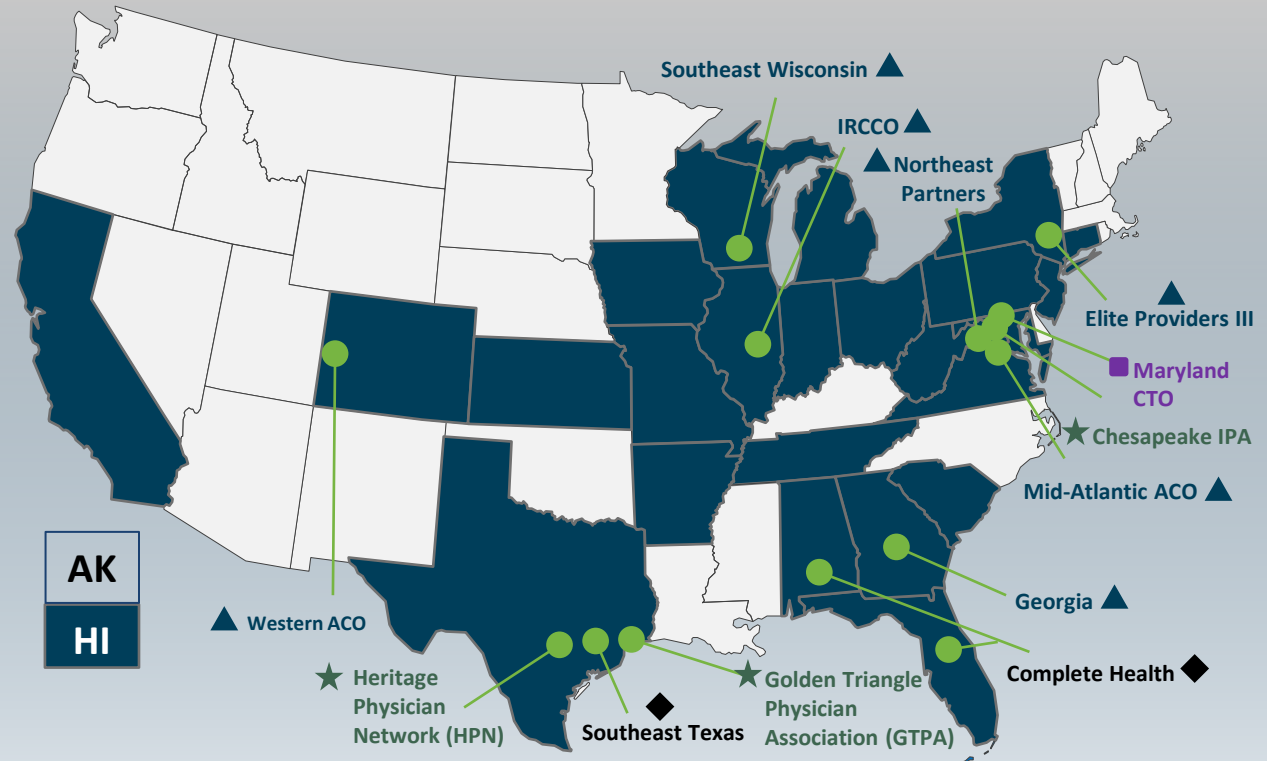 Southeast Wisconsin
IRCCO
Northeast
Partners
Elite Providers III
Maryland
CTO
Chesapeake IPA
Mid-Atlantic ACO
AK
HI
Georgia
Western ACO
Complete Health
Heritage
Physician
Network (HPN)
Southeast Texas
Golden Triangle
Physician
Association (GTPA)